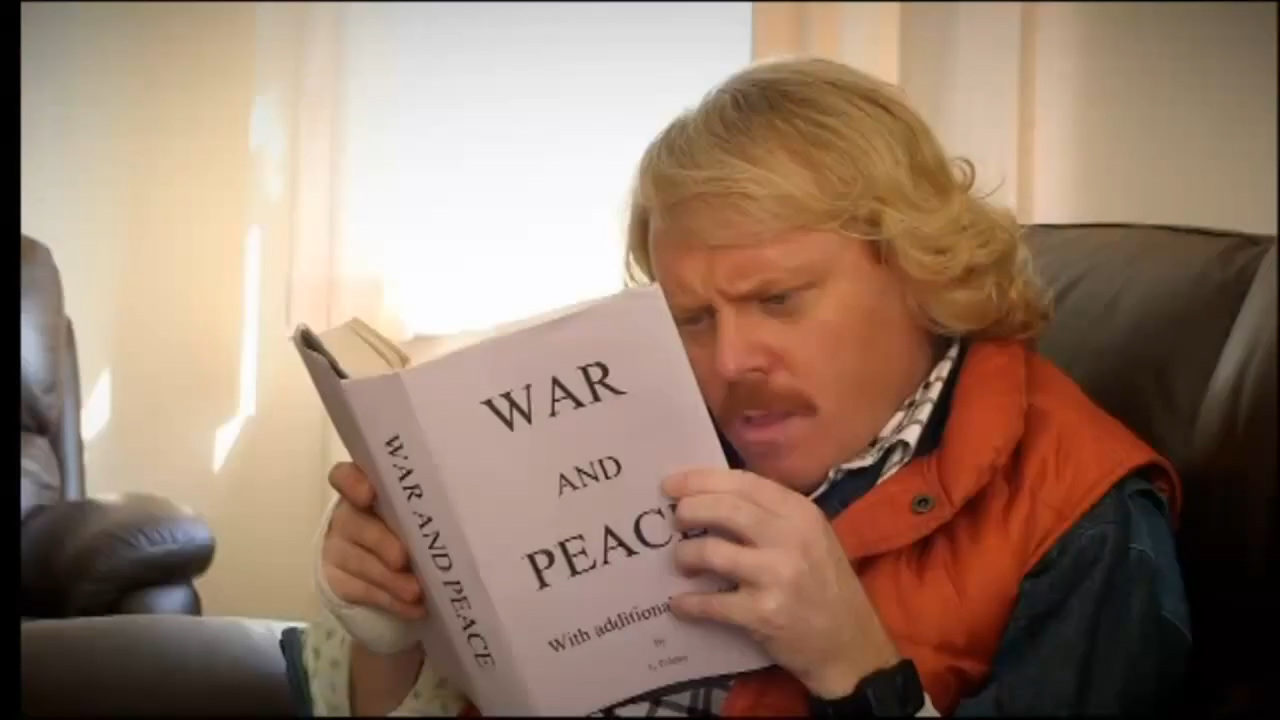 WAR
AND
PEACE
With additional
by
WAR AND PEACE